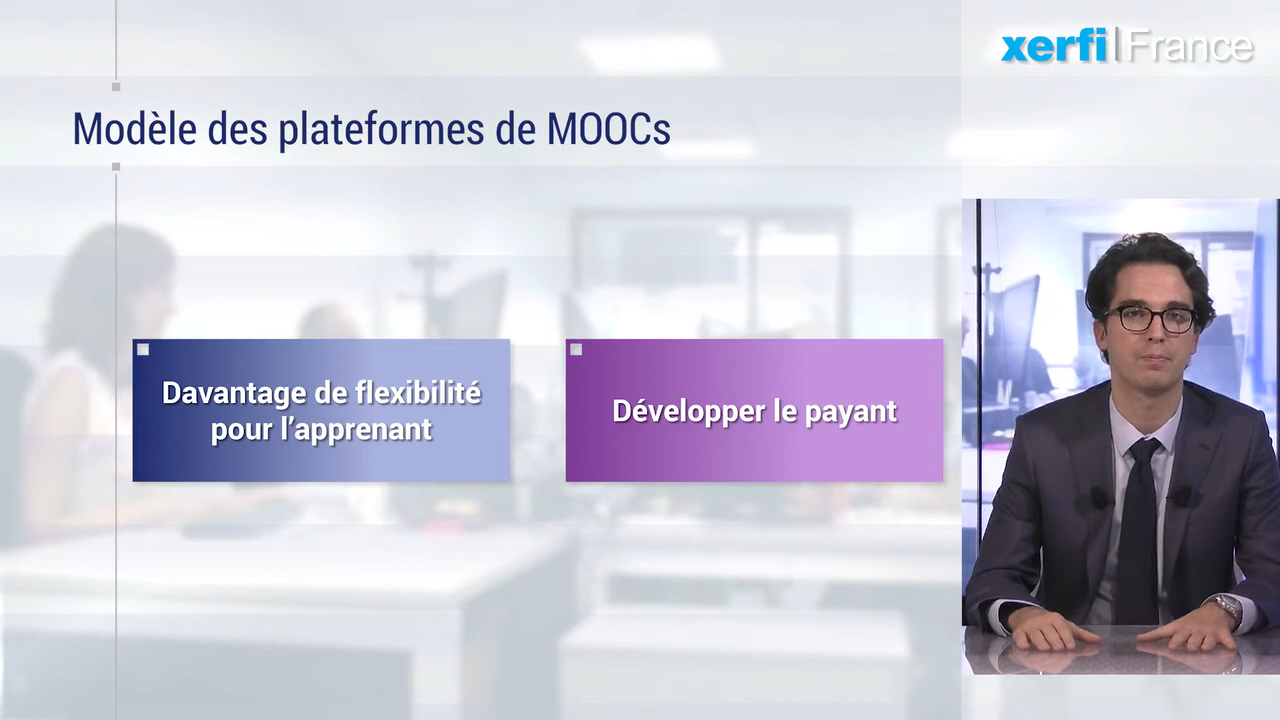 xerfi France
Modèle des plateformes de MOOCs
Davantage de flexibilité
pour l’apprenant
Développer le payant